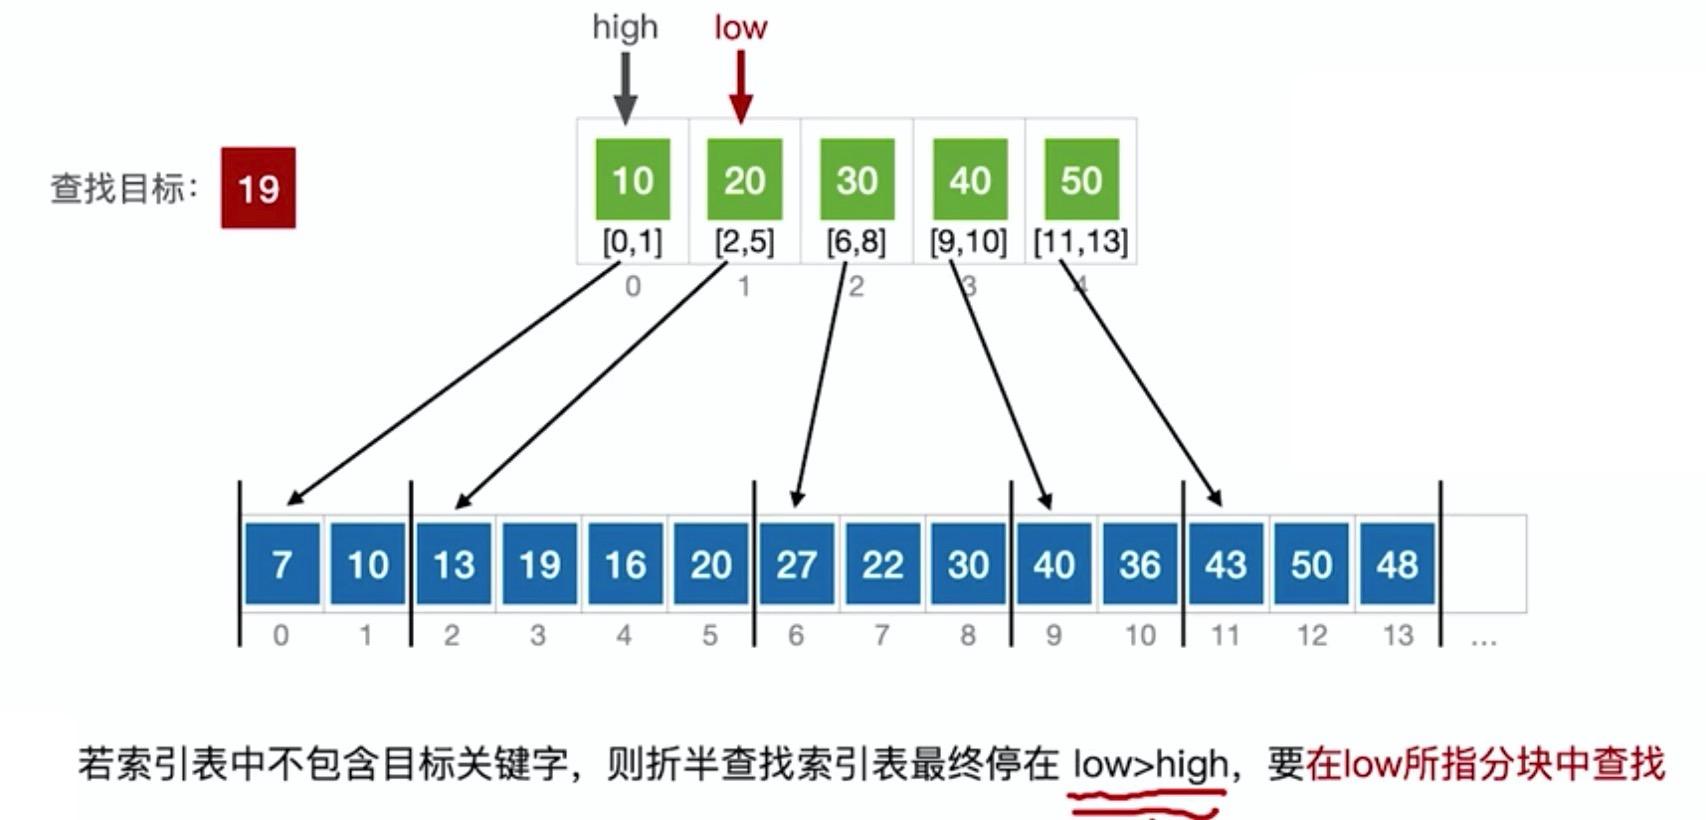 high low
查找目标： 19
10 20 30 40 50
[0,1] [2,5] [6,8] [9,10] [11,13]
0 1 2 3 4
7 10 13 19 16 20 27 22 30 40 36 43 50 48
0 1 2 3 4 5 6 7 8 9 10 11 12 13 ...
若索引表中不包含目标关键字，则折半查找索引表最终停在 low>high，要在low所指分块中查找